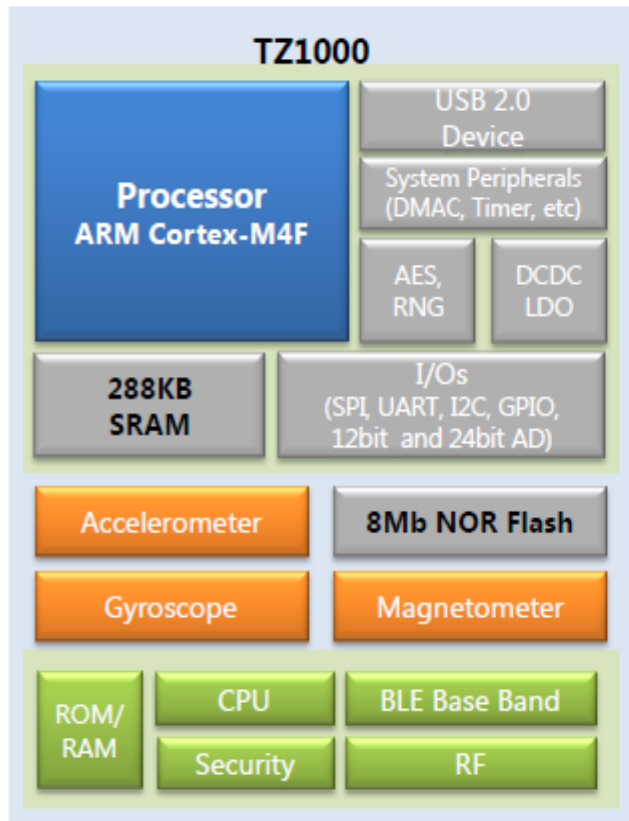 TZ1000
Processor
ARM Cortex-M4F
USB 2.0
Device
System Peripherals
(DMAC, Timer, etc)
AES,
RNG
DCDC
LDO
288KB
SRAM
I/Os
(SPI, UART, I2C, GPIO,
12bit and 24bit AD)
Accelerometer
8Mb NOR Flash
Gyroscope
Magnetometer
ROM/
RAM
CPU
BLE Base Band
Security
RF